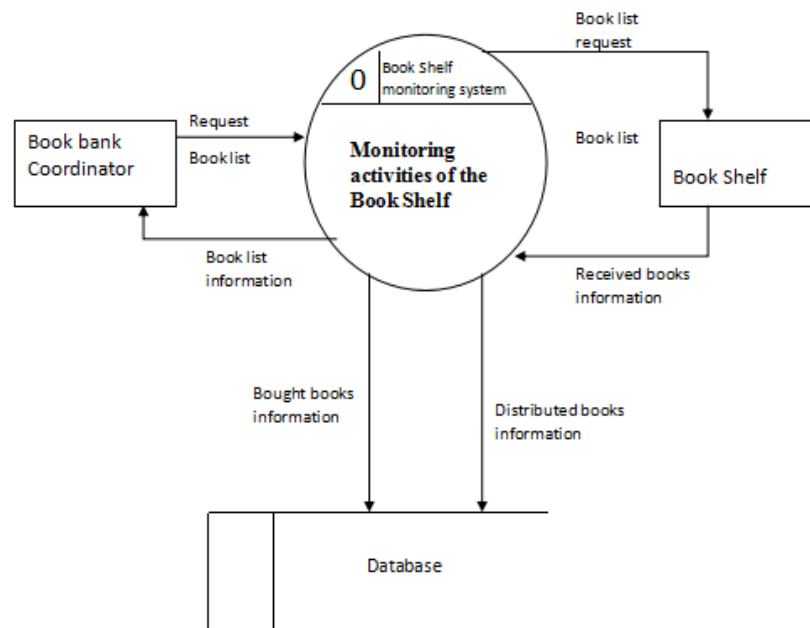 Book list
request
0
Book Shelf
monitoring system
Request
Book list
Book bank
Coordinator
Monitoring
activities of the
Book Shelf
Book list
Book Shelf
Book list
information
Received books
information
Bought books
information
Distributed books
information
Database